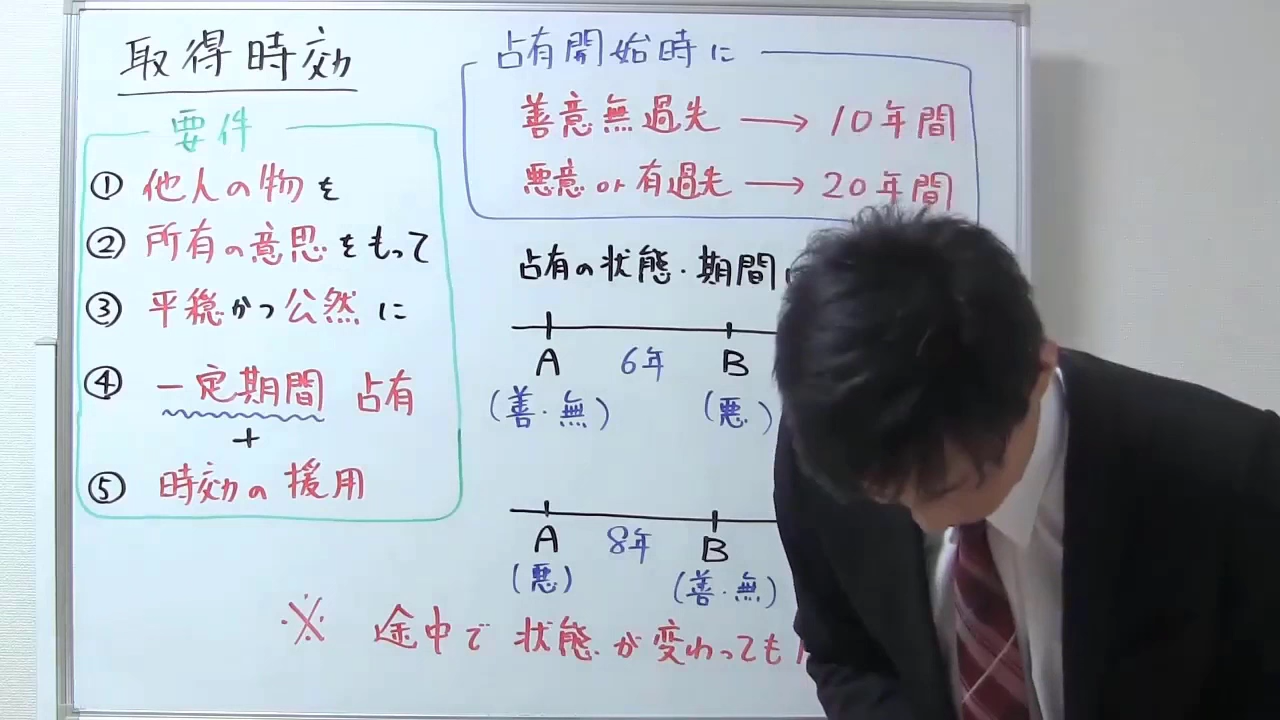 取得時効
要件
① 他人の物を
② 所有の意思をもって
③ 平穏かつ公然に
④ 一定期間 占有
+
⑤ 時効の援用
占有開始時に
善意無過失 → 10年間
悪意or有過失 → 20年間
占有の状態・期間
A 6年 B
(善・無) (悪)
A 8年 B
(悪) (善・無)
※ 途中で状態が変わっても